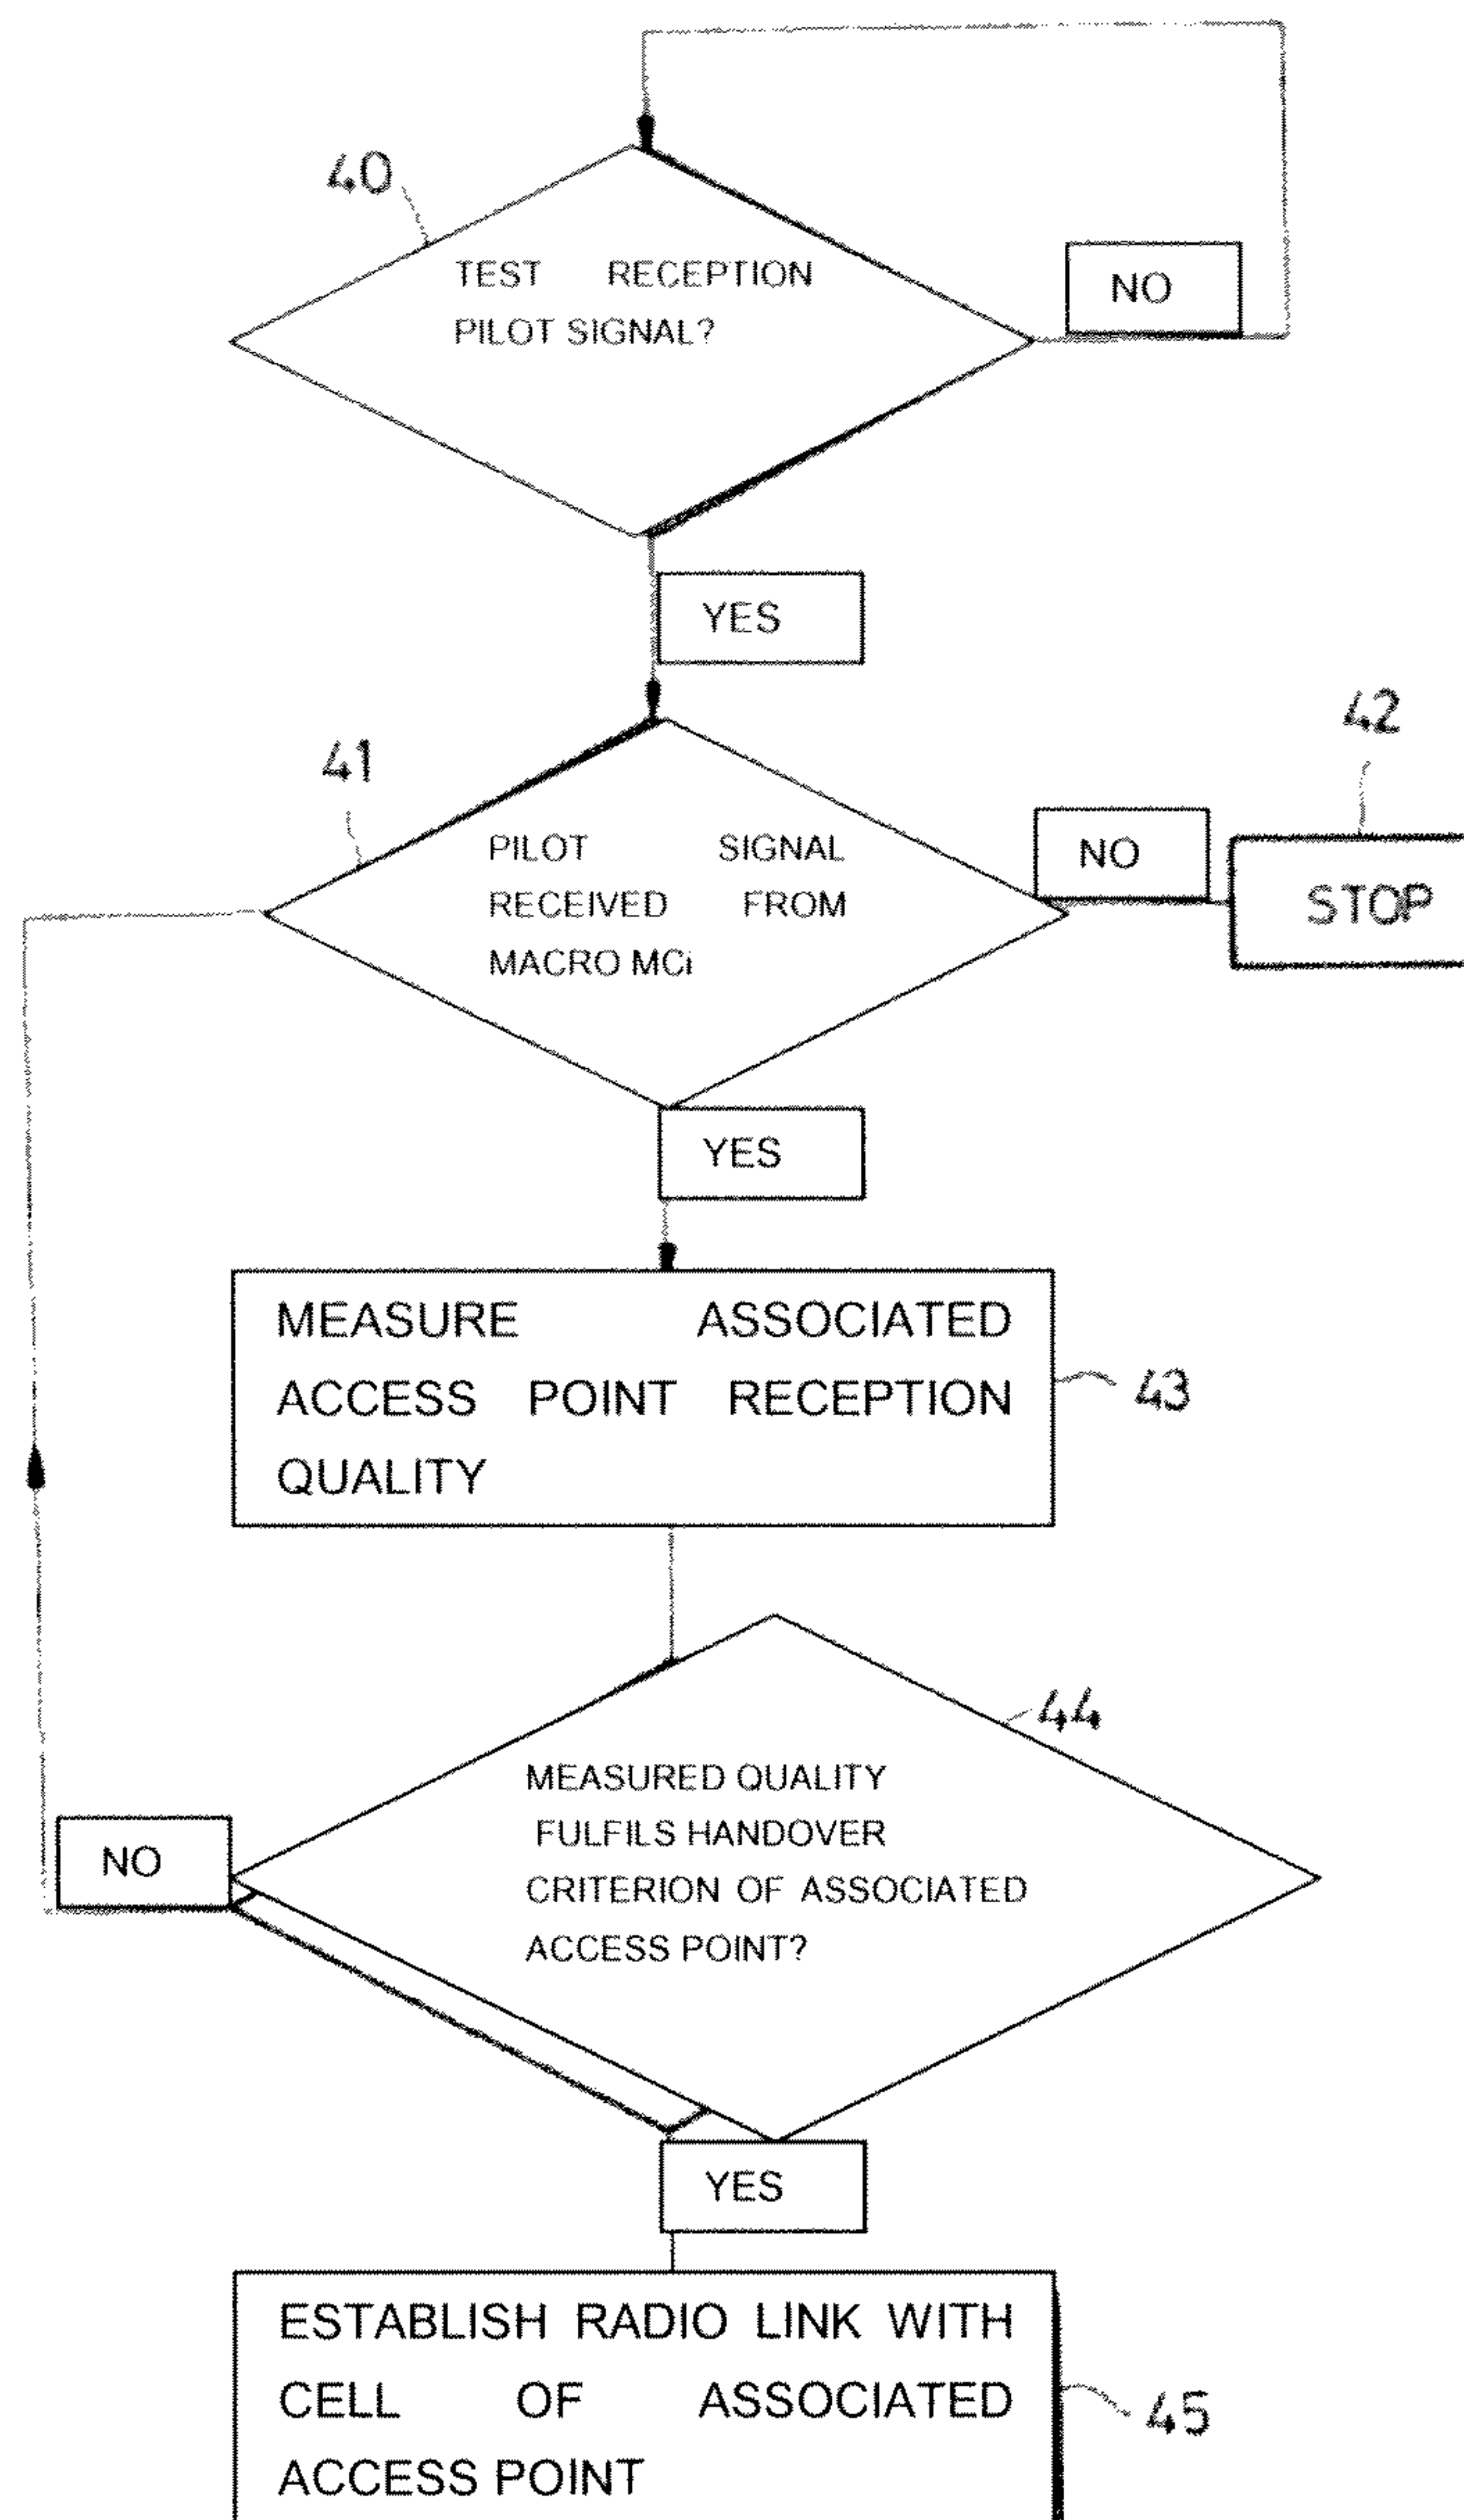 40
TEST RECEPTION
PILOT SIGNAL?
NO
YES
41
PILOT SIGNAL
RECEIVED FROM
MACRO MCi
NO
42
STOP
YES
MEASURE ASSOCIATED
ACCESS POINT RECEPTION
QUALITY
43
44
MEASURED QUALITY
FULFILS HANDOVER
CRITERION OF ASSOCIATED
ACCESS POINT?
NO
YES
ESTABLISH RADIO LINK WITH
CELL OF ASSOCIATED
ACCESS POINT
45